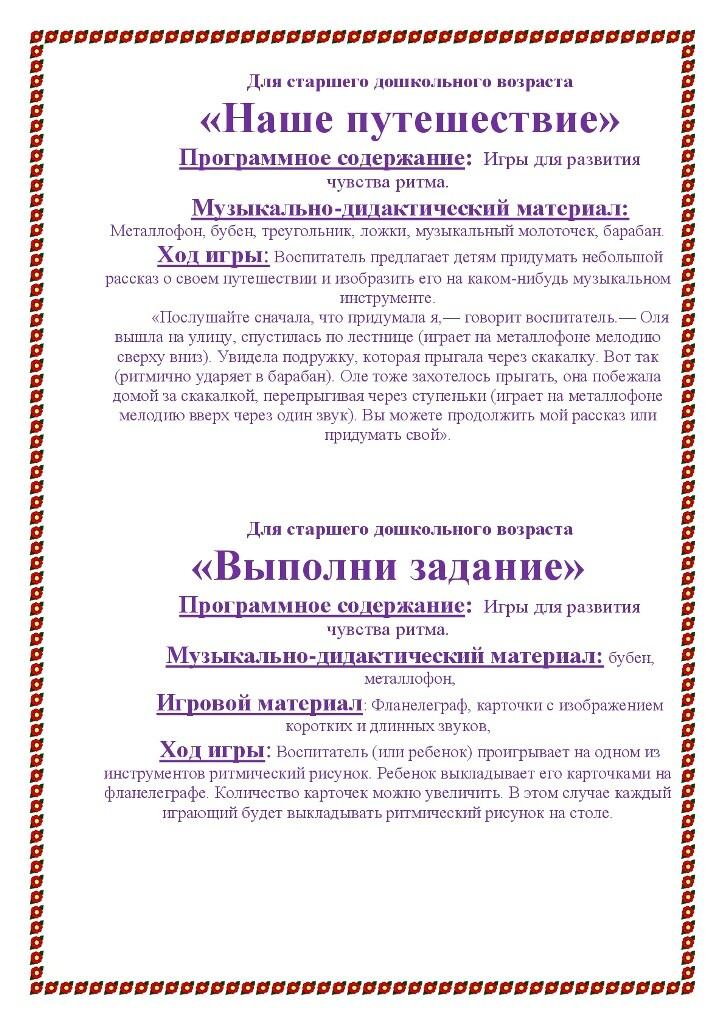 Для старшего дошкольного возраста
«Наше путешествие»
Программное содержание: Игры для развития
чувства ритма.
Музыкально-дидактический материал:
Металлофон, бубен, треугольник, ложки, музыкальный молоточек, барабан.
Ход игры: Воспитатель предлагает детям придумать небольшой
рассказ о своем путешествии и изобразить его на каком-нибудь музыкальном
инструменте.
«Послушайте сначала, что придумала я,— говорит воспитатель.— Оля
вышла на улицу, спустилась по лестнице (играет на металлофоне мелодию
сверху вниз). Увидела подружку, которая прыгала через скакалку. Вот так
(ритмично ударяет в барабан). Оле тоже захотелось прыгать, она побежала
домой за скакалкой, перепрыгивая через ступеньки (играет на металлофоне
мелодию вверх через один звук). Вы можете продолжить мой рассказ или
придумать свой».
Для старшего дошкольного возраста
«Выполни задание»
Программное содержание: Игры для развития
чувства ритма.
Музыкально-дидактический материал: бубен,
металлофон,
Игровой материал: Фланелеграф, карточки с изображением
коротких и длинных звуков,
Ход игры: Воспитатель (или ребенок) проигрывает на одном из
инструментов ритмический рисунок. Ребенок выкладывает его карточками на
фланелеграфе. Количество карточек можно увеличить. В этом случае каждый
играющий будет выкладывать ритмический рисунок на столе.